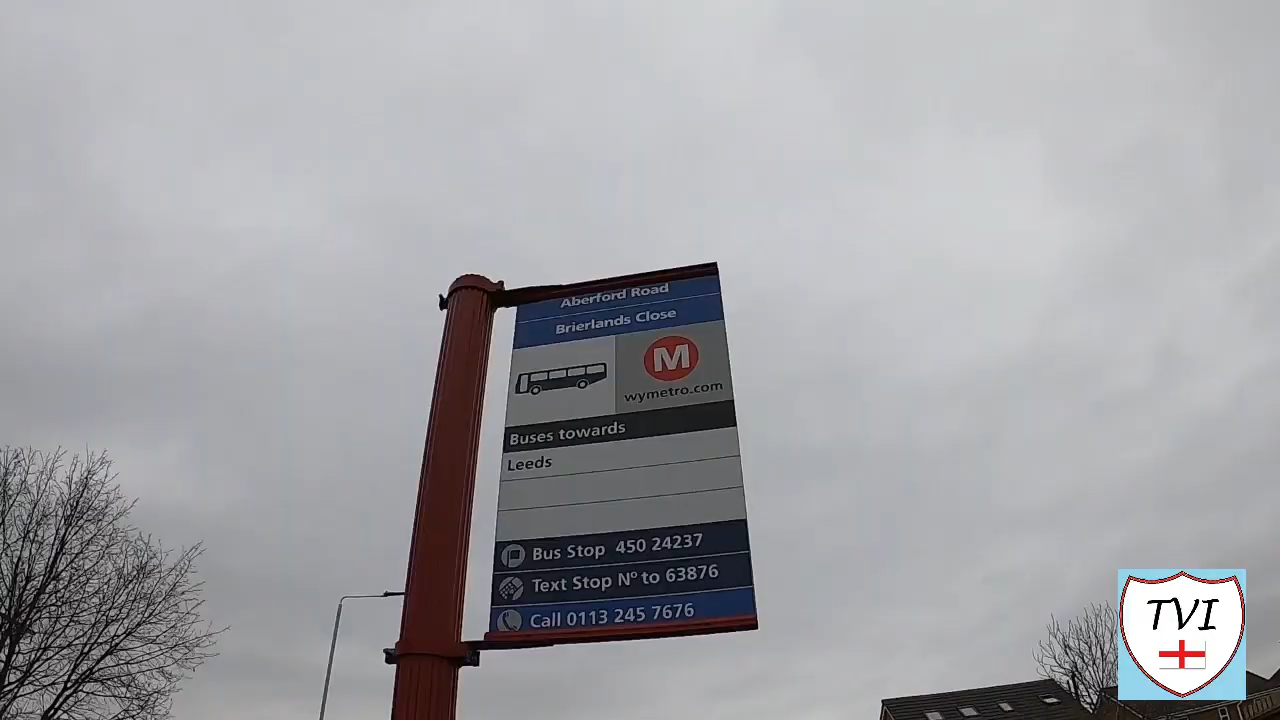 Aberford Road
Brierlands Close
M
wymetro.com
Buses towards
Leeds
Bus Stop 450 24237
Text Stop Nº to 63876
Call 0113 245 7676
TVI